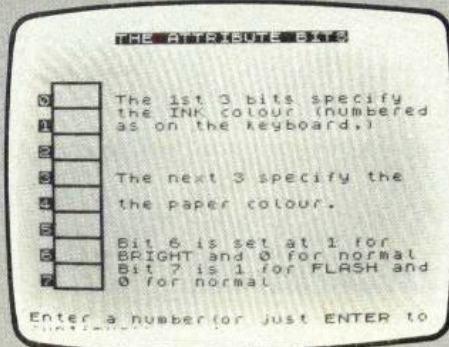 THE ATTRIBUTE BITS
0
The 1st 3 bits specify
1
the INK colour (numbered
as on the keyboard.)
2
3
The next 3 specify the
4
the paper colour.
5
Bit 6 is set at 1 for
6
BRIGHT and 0 for normal
Bit 7 is 1 for FLASH and
7
0 for normal
Enter a number(or just ENTER to